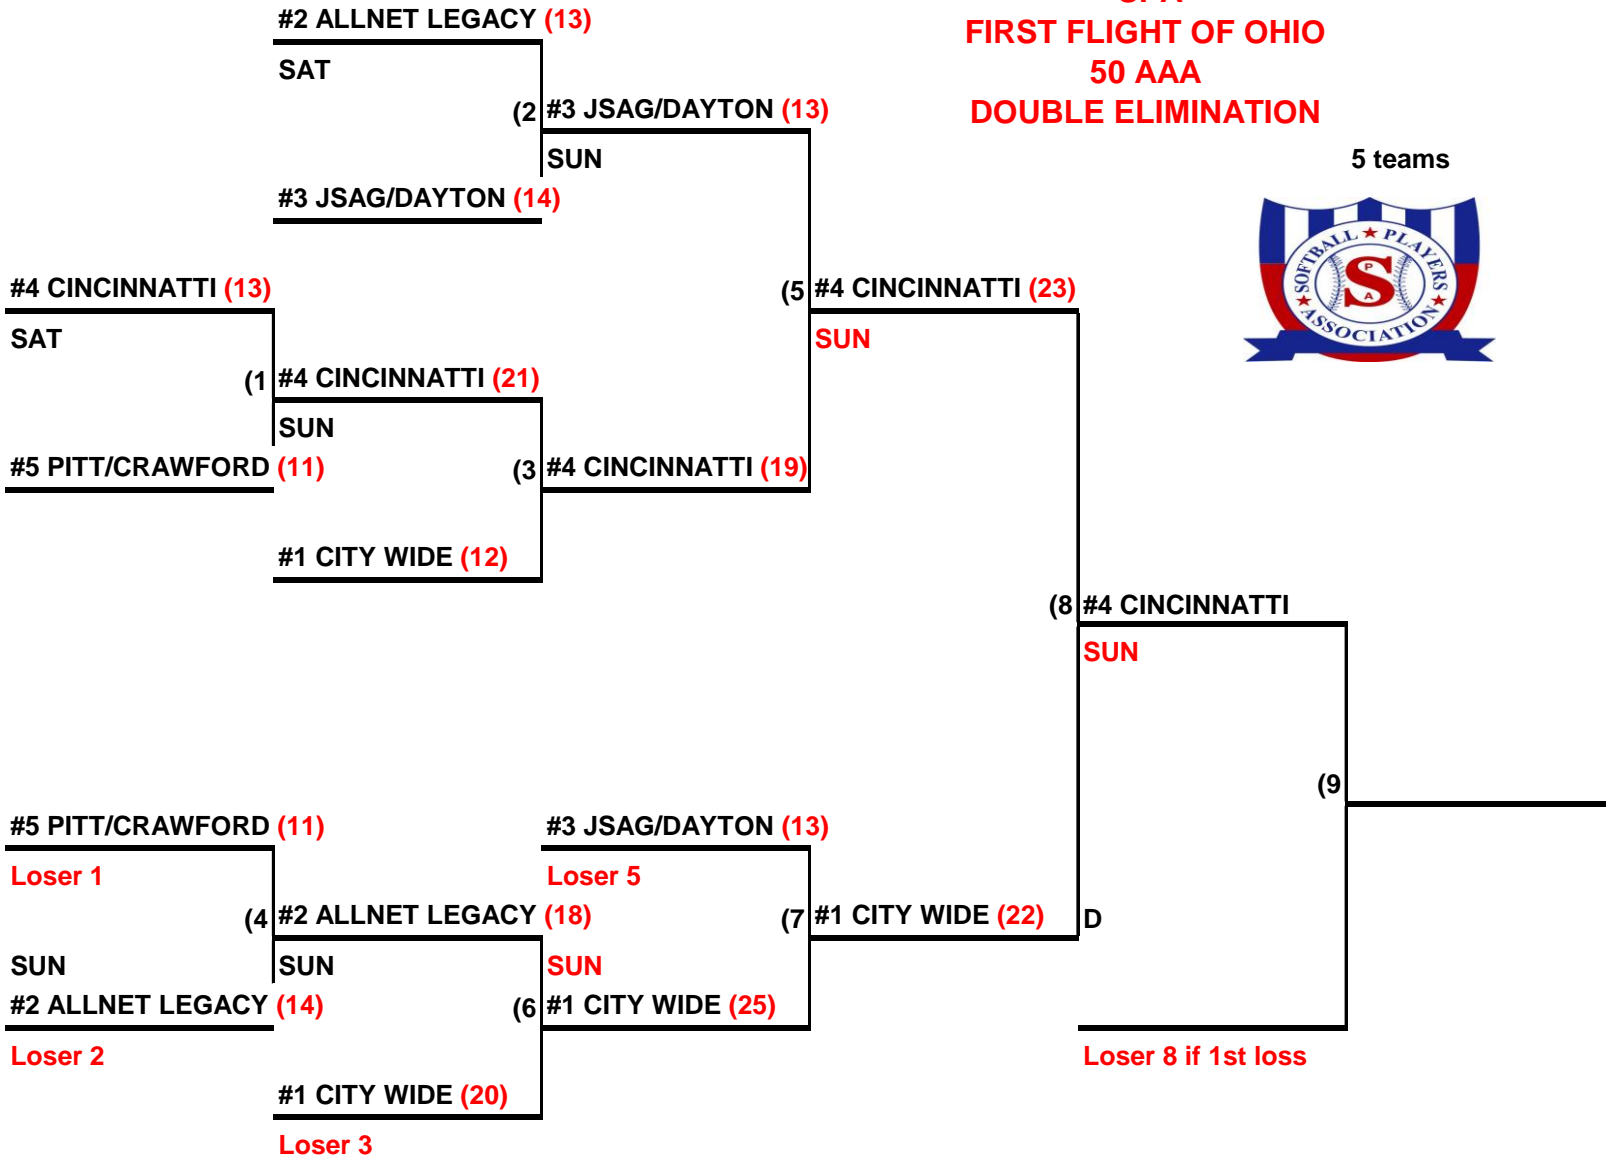 #2 ALLNET LEGACY (13)
FIRST FLIGHT OF OHIO
SAT
50 AAA
(2 #3 JSAG/DAYTON (13)
DOUBLE ELIMINATION
SUN
5 teams
#3 JSAG/DAYTON (14)
SOFTBALL ★ PLAYERS
★ ASSOCIATION ★
P
S
A
#4 CINCINNATTI (13)
(5 #4 CINCINNATTI (23)
SAT
SUN
(1 #4 CINCINNATTI (21)
SUN
#5 PITT/CRAWFORD (11)
(3 #4 CINCINNATTI (19)
#1 CITY WIDE (12)
(8 #4 CINCINNATTI
SUN
(9
#5 PITT/CRAWFORD (11)
#3 JSAG/DAYTON (13)
Loser 1
Loser 5
(4 #2 ALLNET LEGACY (18)
(7 #1 CITY WIDE (22)
D
SUN
SUN
SUN
#2 ALLNET LEGACY (14)
(6 #1 CITY WIDE (25)
Loser 2
Loser 8 if 1st loss
#1 CITY WIDE (20)
Loser 3